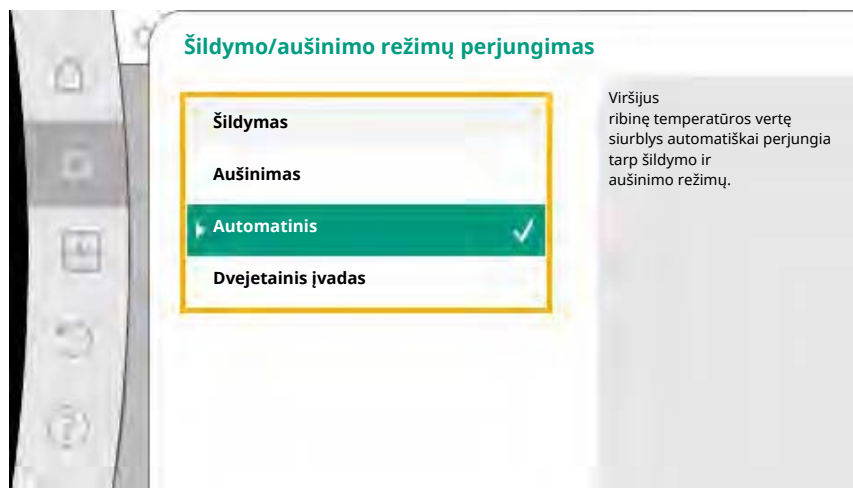 Šildymo/aušinimo režimų perjungimas
Šildymas
Aušinimas
Automatinis
Dvejetainis įvadas
Viršijus
ribinę temperatūros vertę
siurblys automatiškai perjungia
tarp šildymo ir
aušinimo režimų.